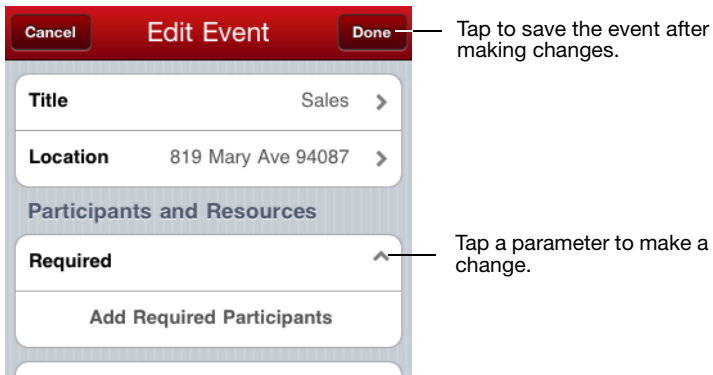 Cancel Edit Event Done
Tap to save the event after
making changes.
Title Sales
Location 819 Mary Ave 94087
Participants and Resources
Required
Tap a parameter to make a
change.
Add Required Participants